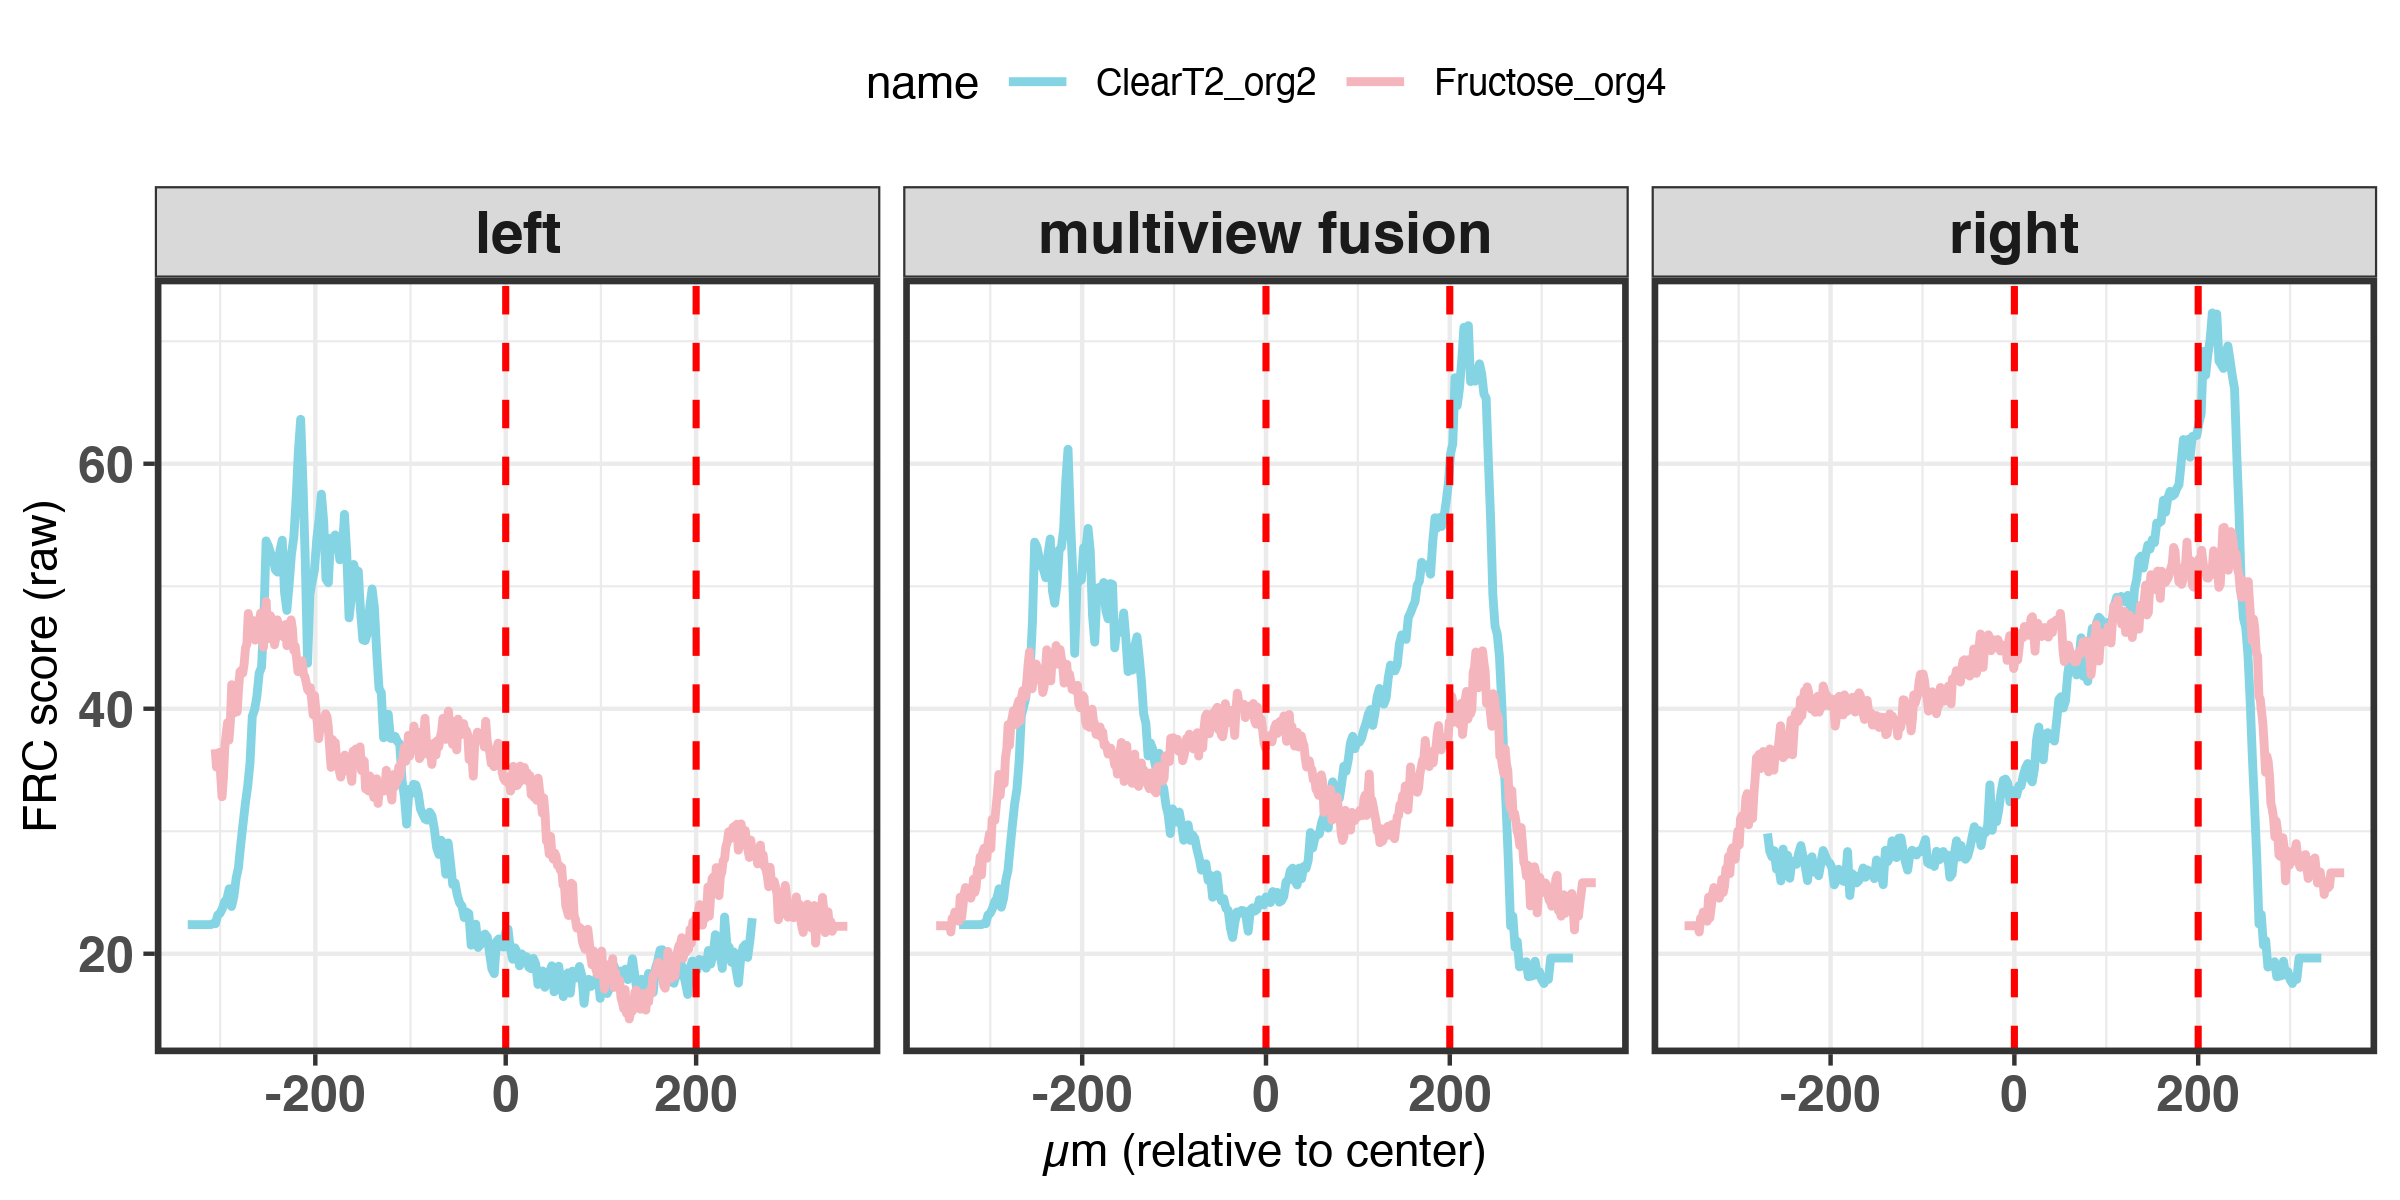 name ClearT2_org2 Fructose_org4
left multiview fusion right
FRC score (raw)
60
40
20
-200 0 200 -200 0 200 -200 0 200
µm (relative to center)